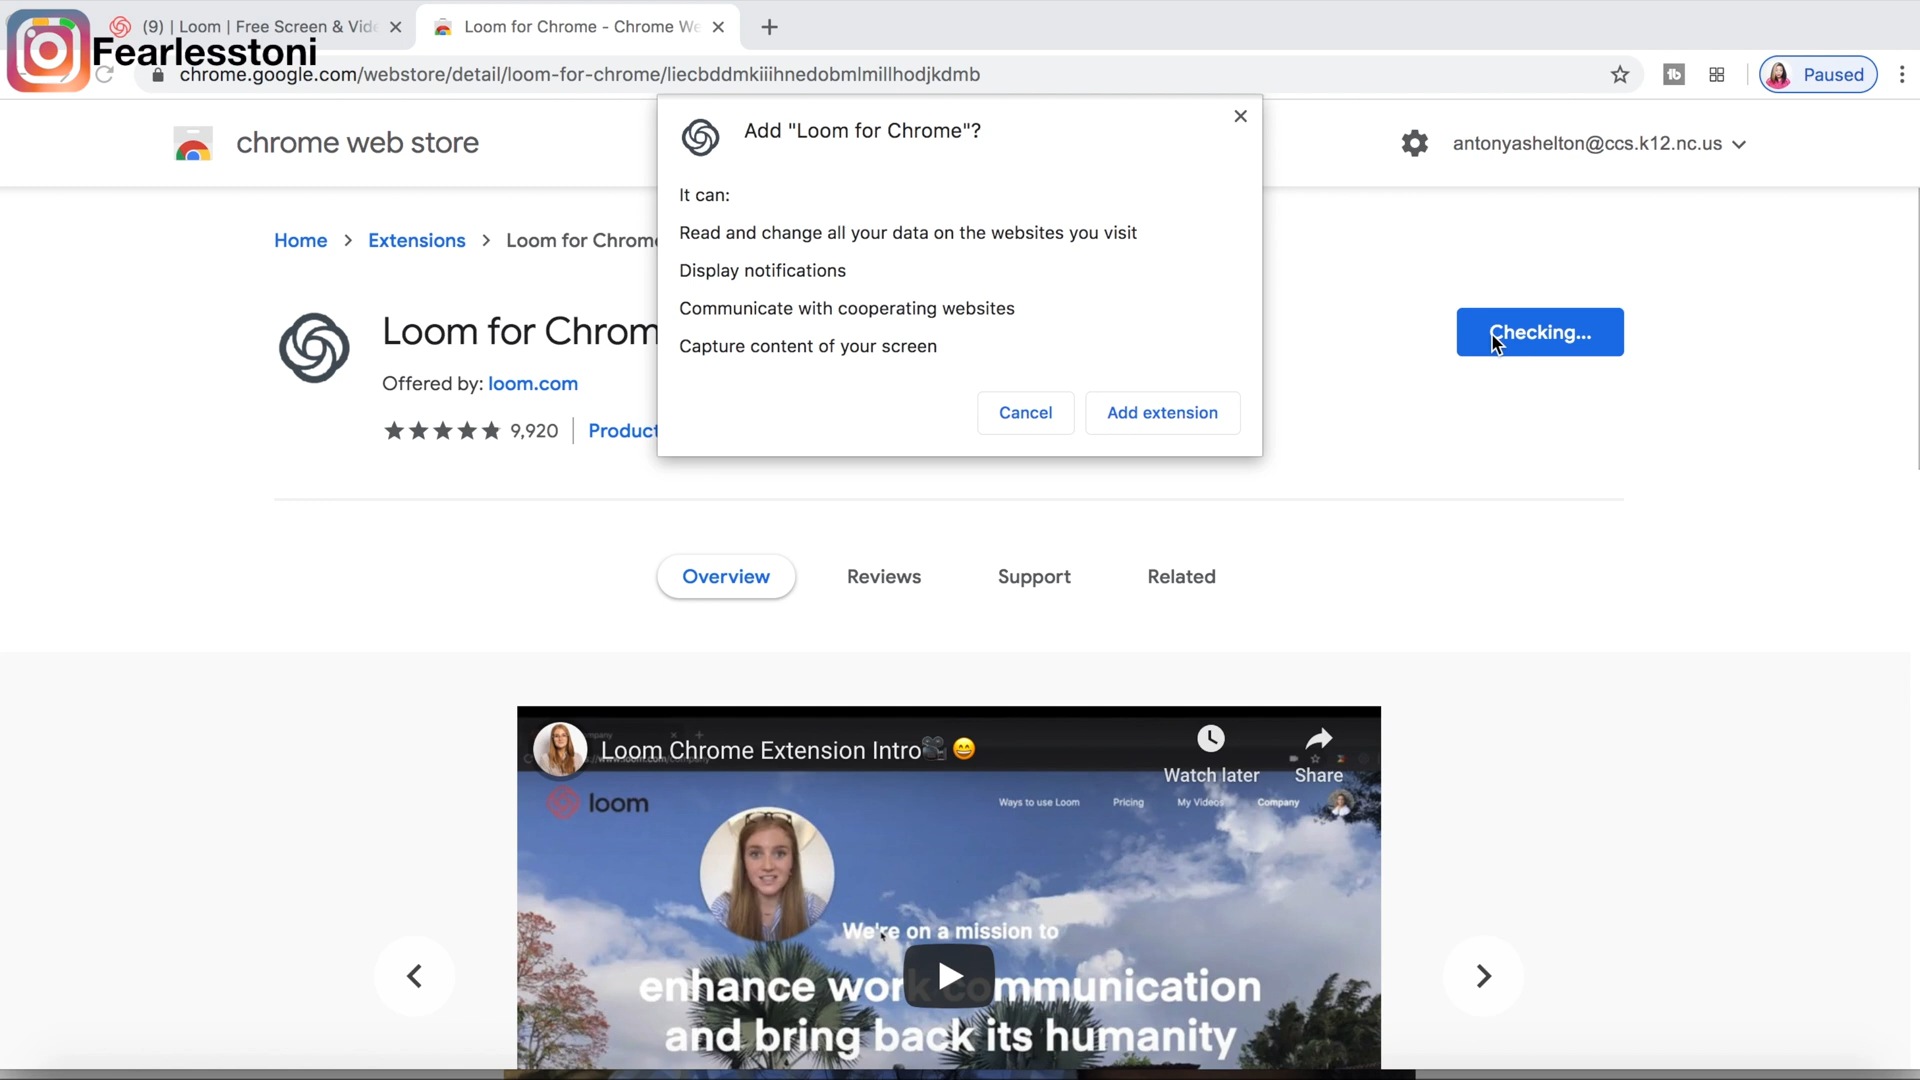 (9) | Loom | Free Screen & Vide
Loom for Chrome - Chrome We
Fearlesstoni
chrome.google.com/webstore/detail/loom-for-chrome/liecbddmkiiihnedobmlmillhodjkdmb
Paused
chrome web store
antonyashelton@ccs.k12.nc.us
Add "Loom for Chrome"?
It can:
Read and change all your data on the websites you visit
Display notifications
Communicate with cooperating websites
Capture content of your screen
Cancel
Add extension
Home > Extensions > Loom for Chrome
Loom for Chrom
Checking...
Offered by: loom.com
9,920
Product
Overview
Reviews
Support
Related
Loom Chrome Extension Intro🎥 😄
Watch later
Share
loom
Ways to use Loom
Pricing
My Videos
Company
We're on a mission to
enhance work communication
and bring back its humanity